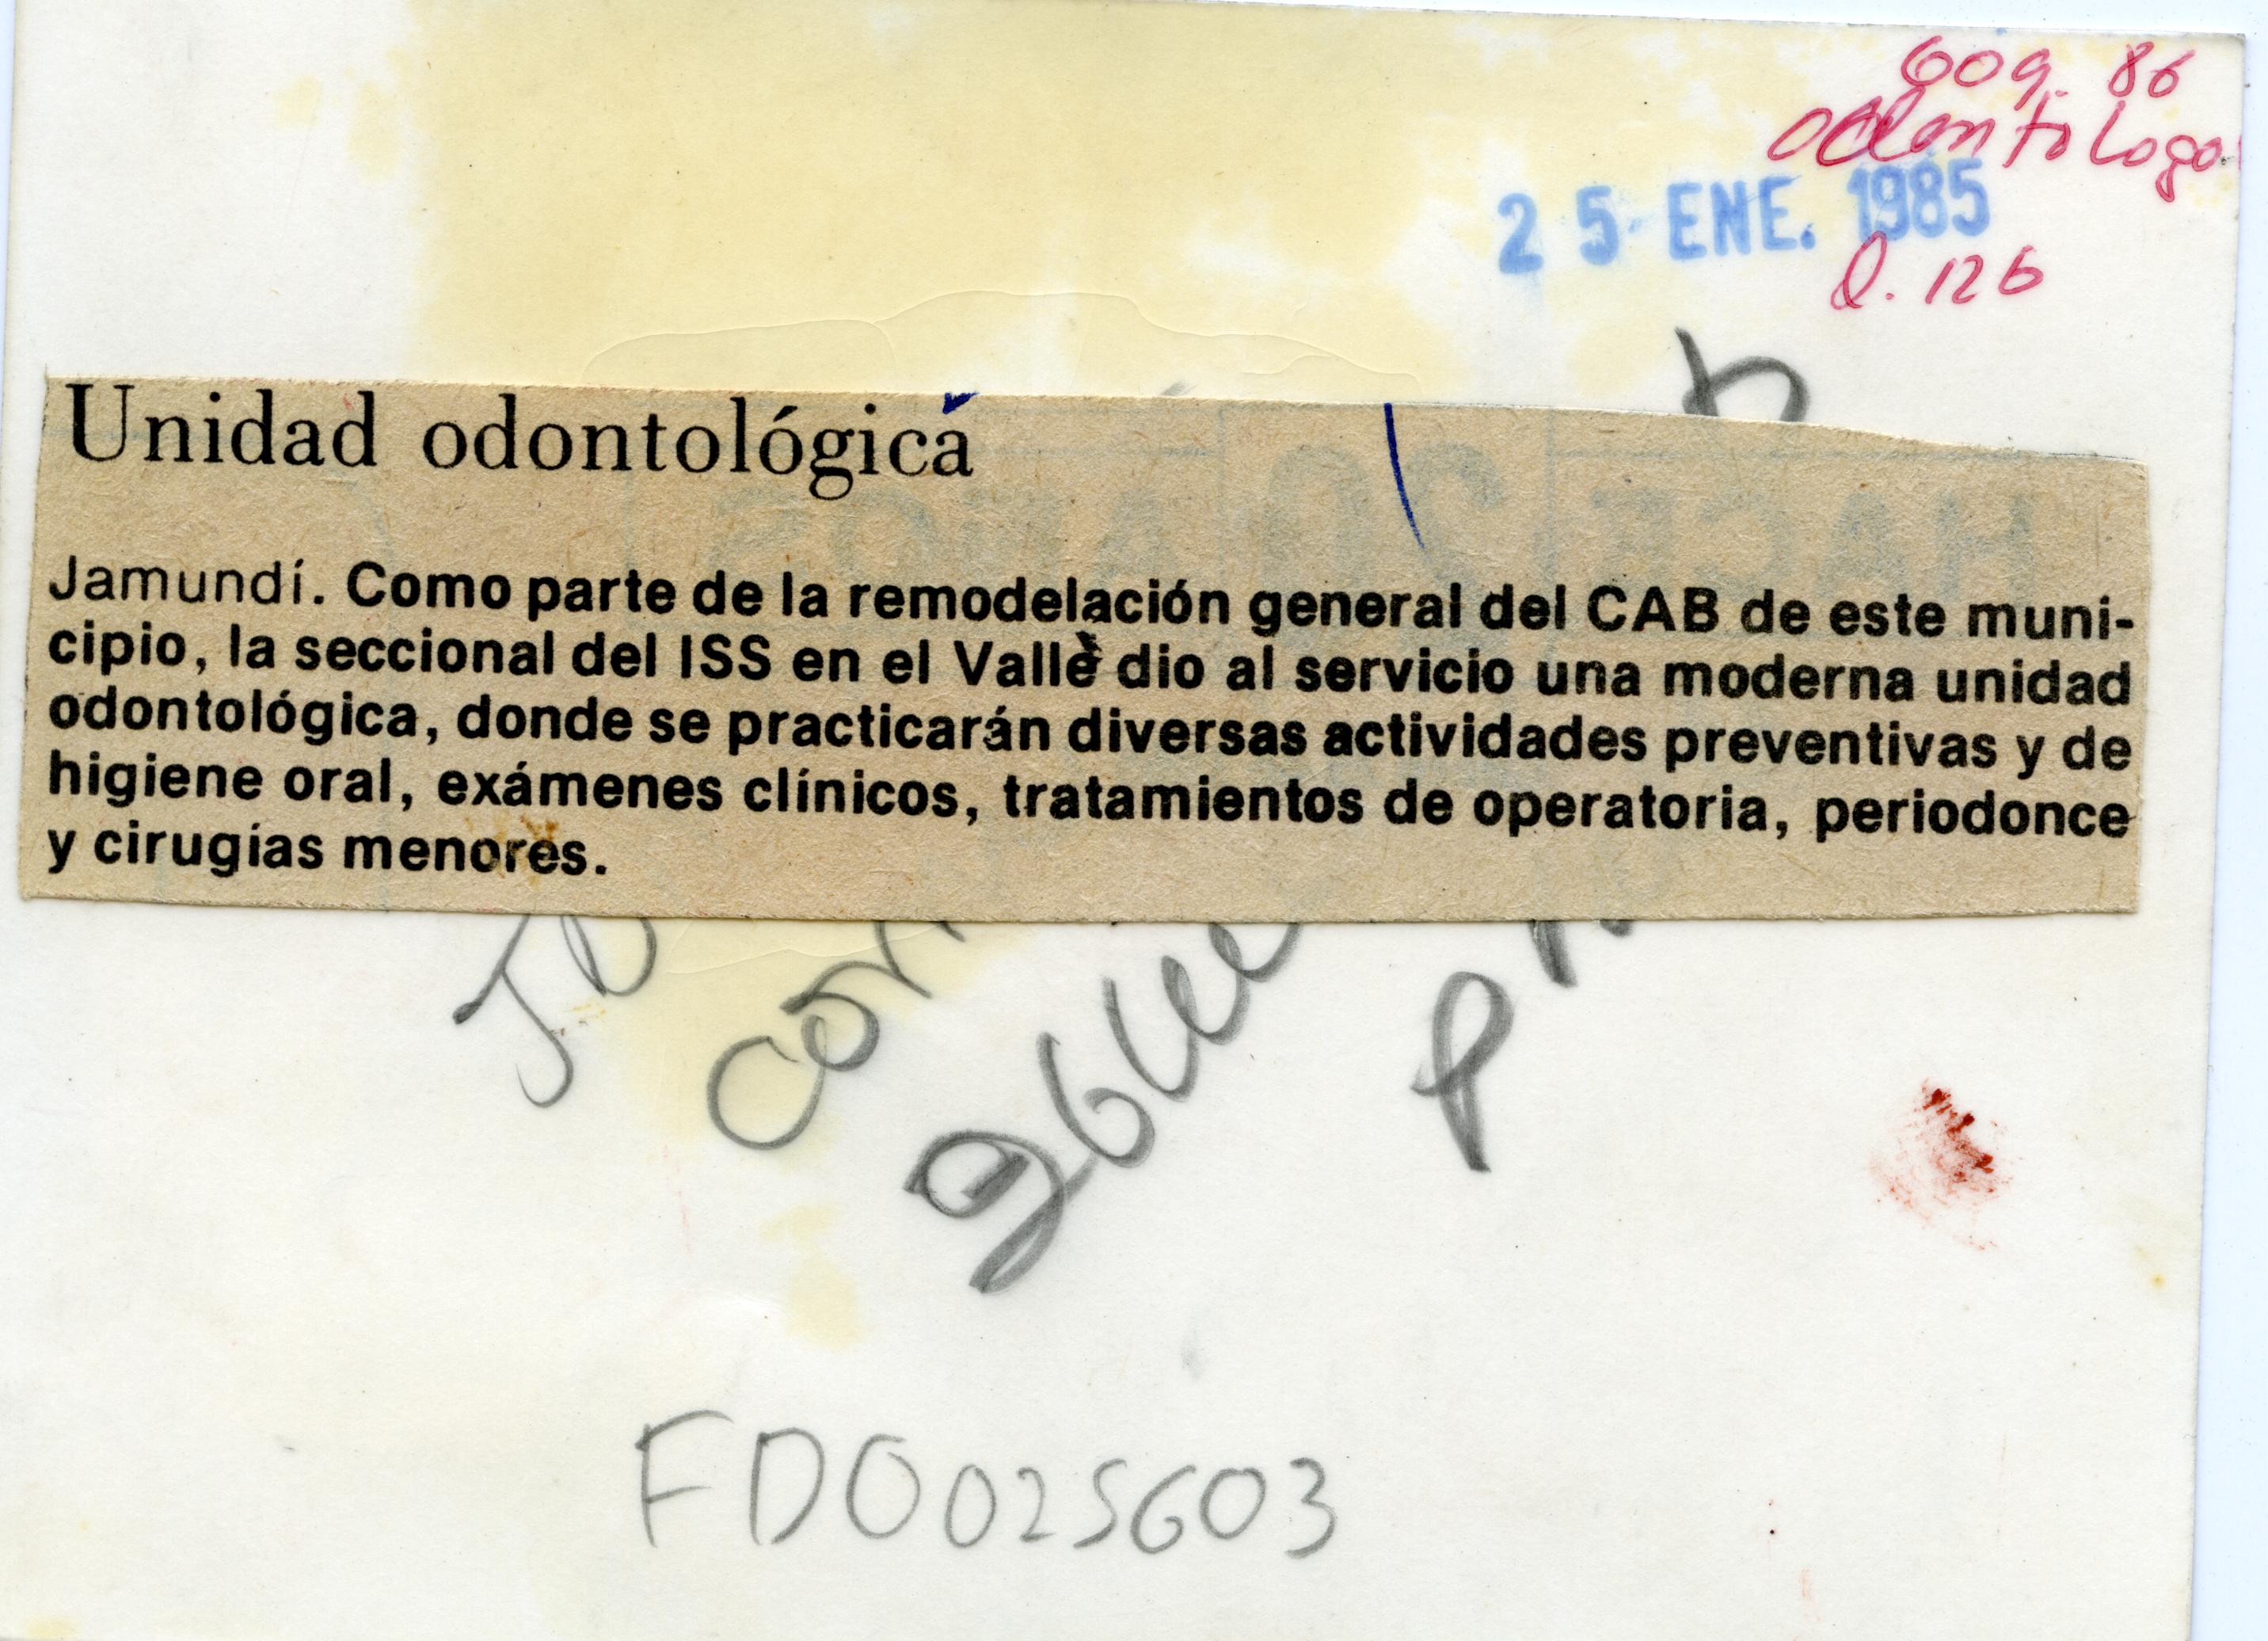 609. 86
Odontologo
25 ENE. 1985
Q. 126
Unidad odontológica
Jamundí. Como parte de la remodelación general del CAB de este muni-
cipio, la seccional del ISS en el Valle dio al servicio una moderna unidad
odontológica, donde se practicarán diversas actividades preventivas y de
higiene oral, exámenes clínicos, tratamientos de operatoria, periodonce
y cirugías menores.
FD0025603